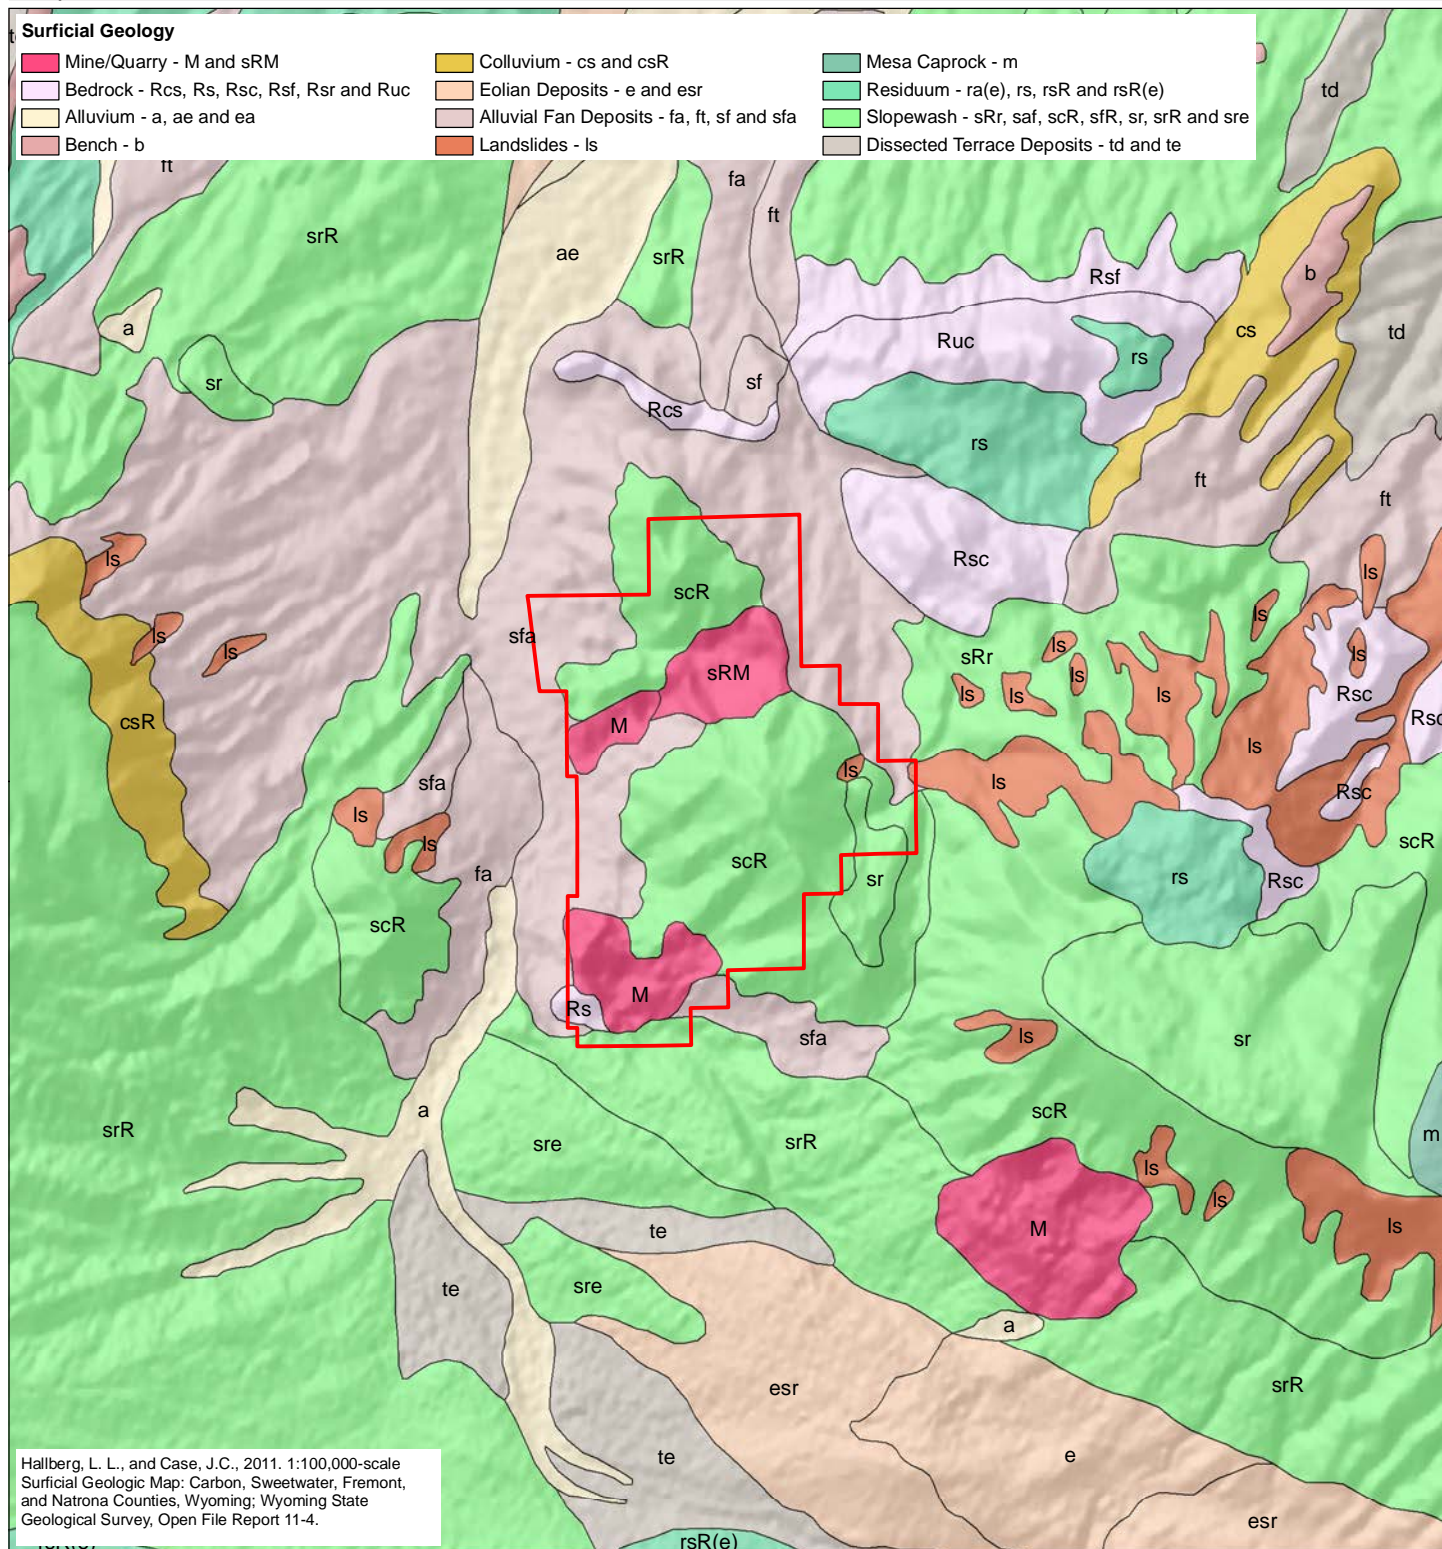 Surficial Geology
Mine/Quarry - M and sRM
Bedrock - Rcs, Rs, Rsc, Rsf, Rsr and Ruc
Alluvium - a, ae and ea
Bench - b
Colluvium - cs and csR
Eolian Deposits - e and esr
Alluvial Fan Deposits - fa, ft, sf and sfa
Landslides - ls
Mesa Caprock - m
Residuum - ra(e), rs, rsR and rsR(e)
Slopewash - sRr, saf, scR, sfR, sr, srR and sre
Dissected Terrace Deposits - td and te
td
ft
fa
ft
srR
ae
srR
b
Rsf
a
cs
td
Ruc
rs
sr
sf
Rcs
rs
ft
ft
ls
Rsc
ls
scR
ls
sfa
ls
ls
sRr
ls
ls
sRM
ls
ls
ls
ls
Rsc
csR
M
Rsc
ls
ls
sfa
ls
Rsc
ls
ls
scR
scR
fa
sr
rs
Rsc
scR
M
Rs
sfa
ls
sr
a
scR
srR
sre
srR
m
ls
ls
te
M
ls
te
sre
a
esr
srR
te
e
esr
rsR(e)
Hallberg, L. L., and Case, J.C., 2011. 1:100,000-scale
Surficial Geologic Map: Carbon, Sweetwater, Fremont,
and Natrona Counties, Wyoming; Wyoming State
Geological Survey, Open File Report 11-4.